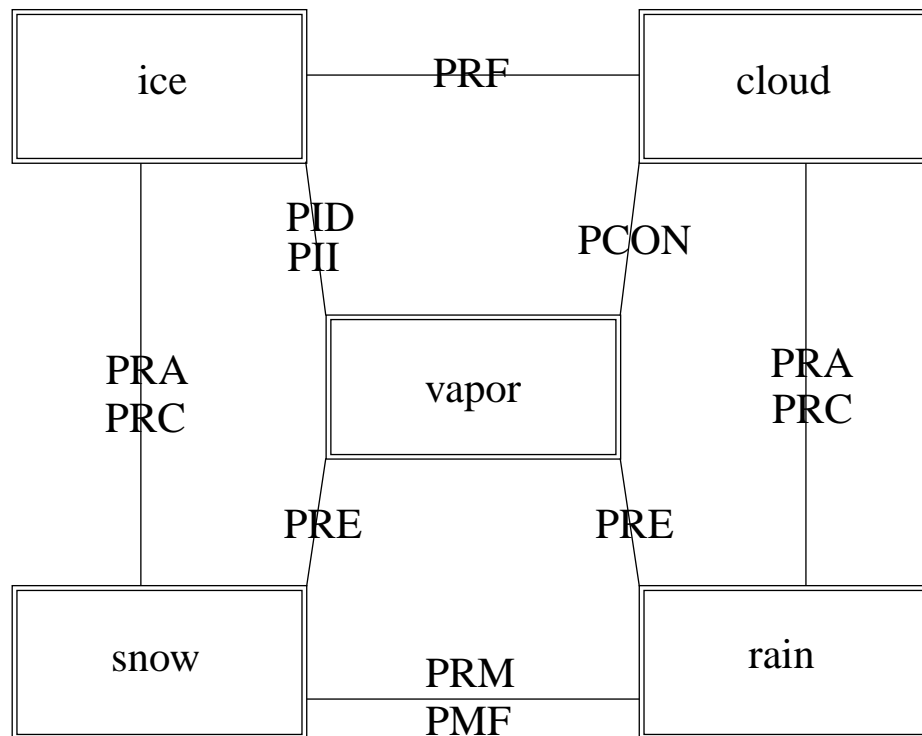 ice
PRF
cloud
PID
PII
PCON
PRA
PRC
vapor
PRA
PRC
PRE
PRE
snow
PRM
PMF
rain